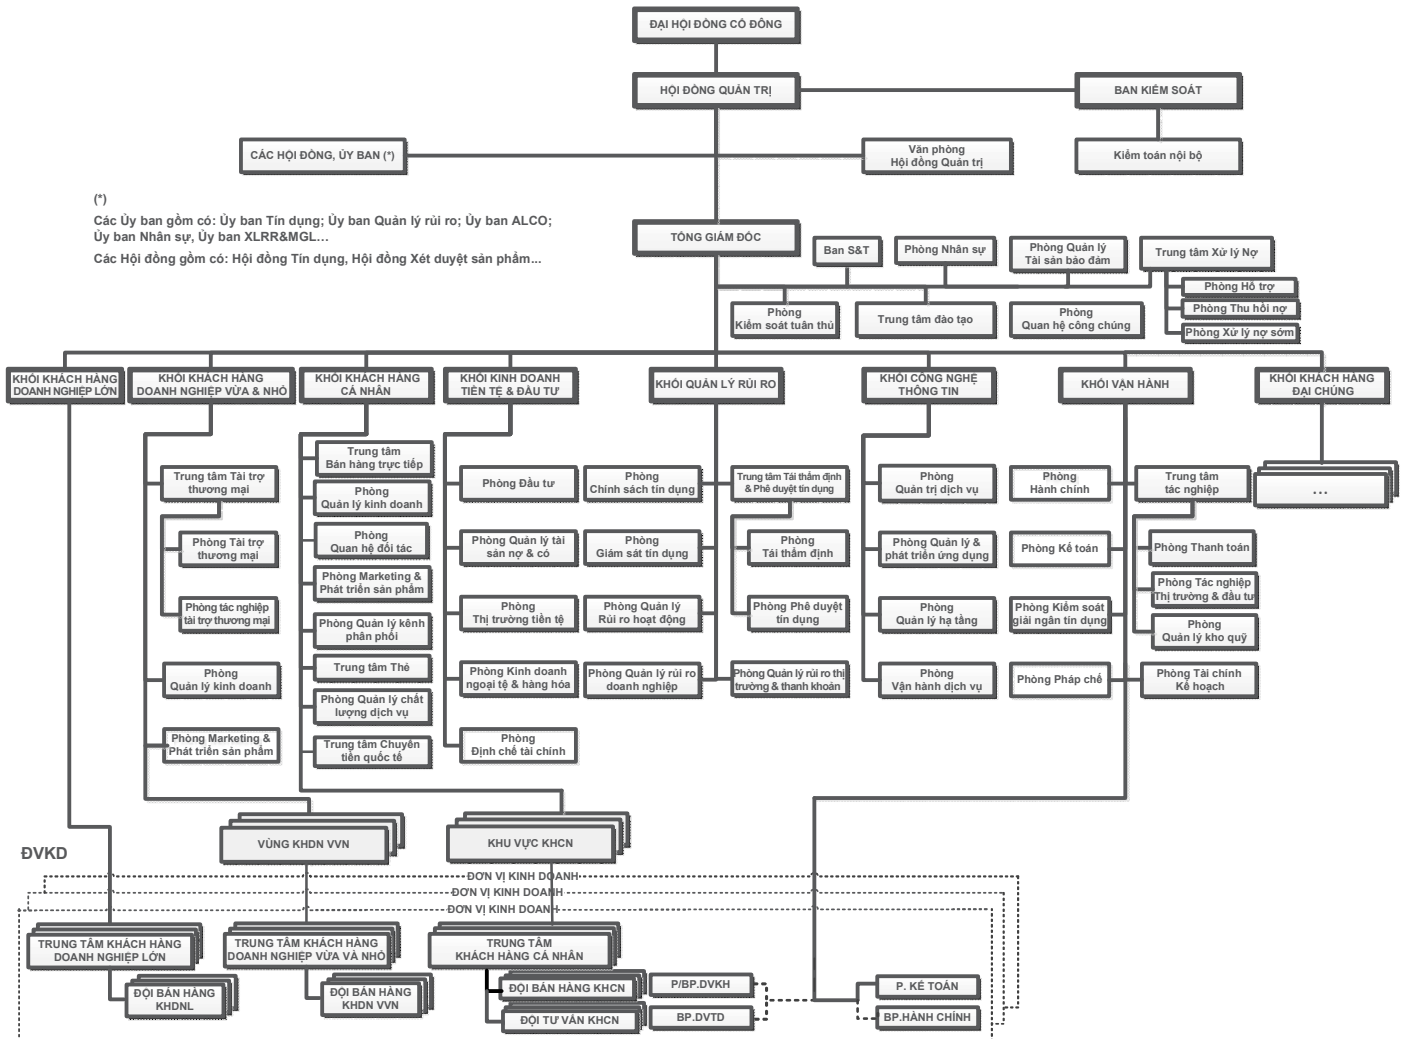 ĐẠI HỘI ĐỒNG CỔ ĐÔNG
HỘI ĐỒNG QUẢN TRỊ
BAN KIỂM SOÁT
CÁC HỘI ĐỒNG, ỦY BAN (*)
Văn phòng
Hội đồng Quản trị
Kiểm toán nội bộ
(*)
Các Ủy ban gồm có: Ủy ban Tín dụng; Ủy ban Quản lý rủi ro; Ủy ban ALCO;
Ủy ban Nhân sự, Ủy ban XLRR&MGL...
Các Hội đồng gồm có: Hội đồng Tín dụng, Hội đồng Xét duyệt sản phẩm...
TỔNG GIÁM ĐỐC
Ban S&T
Phòng Nhân sự
Phòng Quản lý
Tài sản bảo đảm
Trung tâm Xử lý Nợ
Phòng Hỗ trợ
Phòng Thu hồi nợ
Phòng Xử lý nợ sớm
Phòng
Kiểm soát tuân thủ
Trung tâm đào tạo
Phòng
Quan hệ công chúng
KHỐI KHÁCH HÀNG
DOANH NGHIỆP LỚN
KHỐI KHÁCH HÀNG
DOANH NGHIỆP VỪA & NHỎ
KHỐI KHÁCH HÀNG
CÁ NHÂN
KHỐI KINH DOANH
TIỀN TỆ & ĐẦU TƯ
KHỐI QUẢN LÝ RỦI RO
KHỐI CÔNG NGHỆ
THÔNG TIN
KHỐI VẬN HÀNH
KHỐI KHÁCH HÀNG
ĐẠI CHÚNG
Trung tâm Tài trợ
thương mại
Phòng Tài trợ
thương mại
Phòng tác nghiệp
tài trợ thương mại
Phòng
Quản lý kinh doanh
Phòng Marketing &
Phát triển sản phẩm
Trung tâm
Bán hàng trực tiếp
Phòng
Quản lý kinh doanh
Phòng
Quan hệ đối tác
Phòng Marketing &
Phát triển sản phẩm
Phòng Quản lý kênh
phân phối
Trung tâm Thẻ
Phòng Quản lý chất
lượng dịch vụ
Trung tâm Chuyển
tiền quốc tế
Phòng Đầu tư
Phòng Quản lý tài
sản nợ & có
Phòng
Thị trường tiền tệ
Phòng Kinh doanh
ngoại tệ & hàng hóa
Phòng
Định chế tài chính
Phòng
Chính sách tín dụng
Phòng
Giám sát tín dụng
Phòng Quản lý
Rủi ro hoạt động
Phòng Quản lý rủi ro
doanh nghiệp
Trung tâm Tái thẩm định
& Phê duyệt tín dụng
Phòng
Tái thẩm định
Phòng Phê duyệt
tín dụng
Phòng Quản lý rủi ro thị
trường & thanh khoản
Phòng
Quản trị dịch vụ
Phòng Quản lý &
phát triển ứng dụng
Phòng
Quản lý hạ tầng
Phòng
Vận hành dịch vụ
Phòng
Hành chính
Phòng Kế toán
Phòng Kiểm soát
giải ngân tín dụng
Phòng Pháp chế
Trung tâm
tác nghiệp
Phòng Thanh toán
Phòng Tác nghiệp
Thị trường & đầu tư
Phòng
Quản lý kho quỹ
Phòng Tài chính
Kế hoạch
...
VÙNG KHDN VVN
KHU VỰC KHCN
ĐVKD
ĐƠN VỊ KINH DOANH
ĐƠN VỊ KINH DOANH
ĐƠN VỊ KINH DOANH
TRUNG TÂM KHÁCH HÀNG
DOANH NGHIỆP LỚN
TRUNG TÂM KHÁCH HÀNG
DOANH NGHIỆP VỪA VÀ NHỎ
TRUNG TÂM
KHÁCH HÀNG CÁ NHÂN
ĐỘI BÁN HÀNG
KHDNL
ĐỘI BÁN HÀNG
KHDN VVN
ĐỘI BÁN HÀNG KHCN
ĐỘI TƯ VẤN KHCN
P/BP.DVKH
BP.DVTD
P. KẾ TOÁN
BP.HÀNH CHÍNH